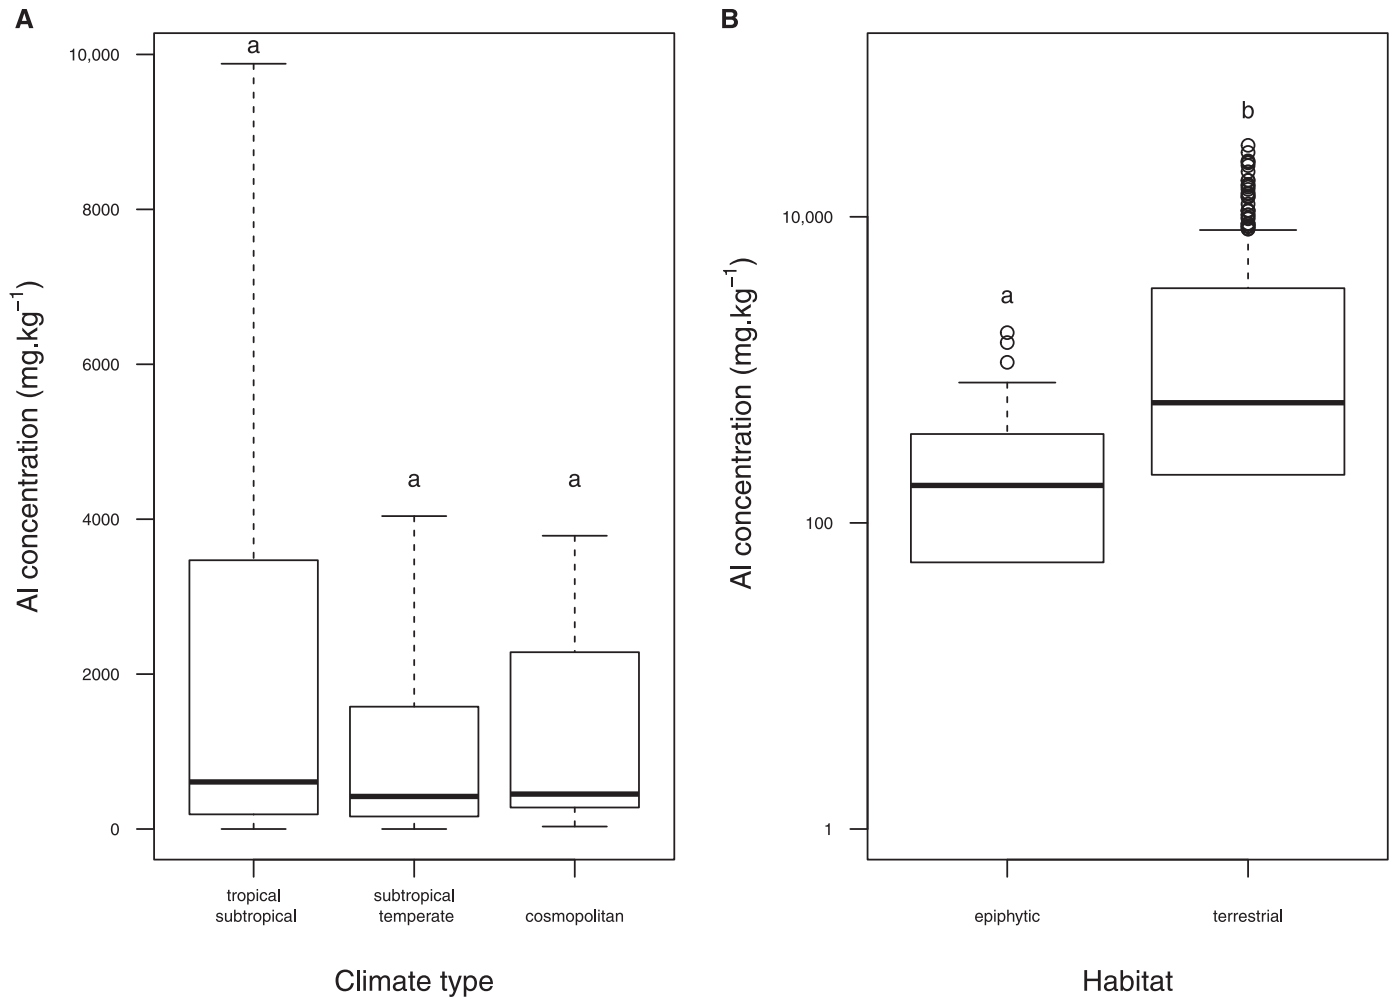 A
Al concentration (mg.kg⁻¹)
10,000
8000
6000
4000
2000
0
a
a
a
tropical
subtropical
subtropical
temperate
cosmopolitan
Climate type
B
Al concentration (mg.kg⁻¹)
10,000
100
1
a
b
epiphytic
terrestrial
Habitat